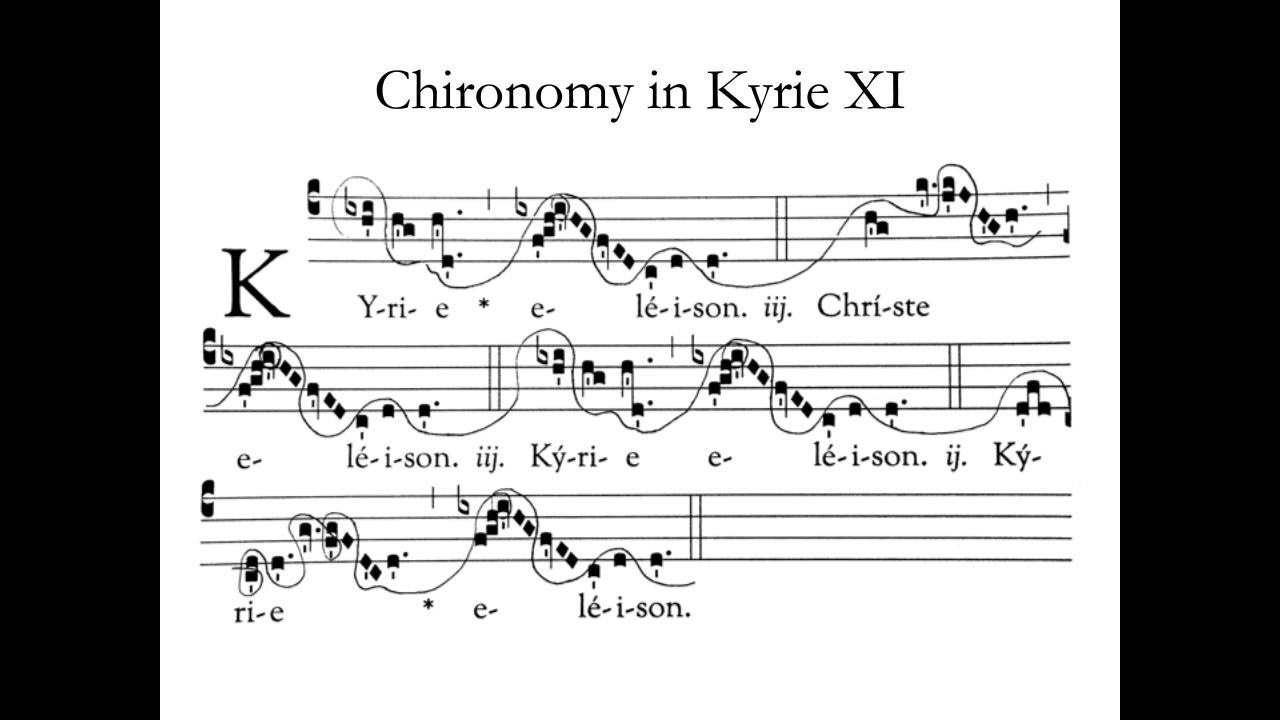 Chironomy in Kyrie XI
KY-ri- e * e- lé-i-son. iij. Chrí-ste
e- lé-i-son. iij. Ký-ri- e e- lé-i-son. ij. Ký-
ri-e * e- lé-i-son.